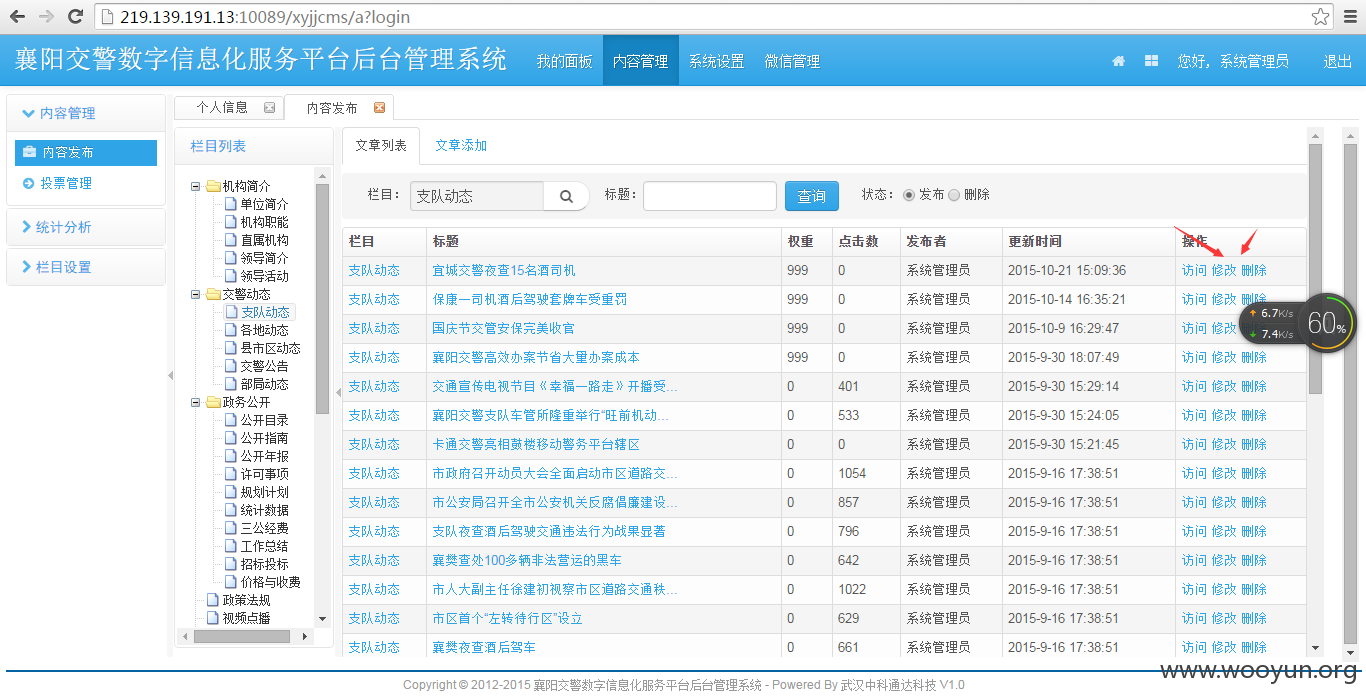 219.139.191.13:10089/xyjjcms/a?login
襄阳交警数字信息化服务平台后台管理系统 我的面板 内容管理 系统设置 微信管理 您好，系统管理员 退出
内容管理
内容发布
投票管理
统计分析
栏目设置
个人信息 内容发布
栏目列表
机构简介
单位简介
机构职能
直属机构
领导简介
领导活动
交警动态
支队动态
各地动态
县市区动态
交警公告
部局动态
政务公开
公开目录
公开指南
公开年报
许可事项
规划计划
统计数据
三公经费
工作总结
招标投标
价格与收费
政策法规
视频点播
文章列表 文章添加
栏目： 支队动态 标题： 查询 状态： 发布 删除
栏目 标题 权重 点击数 发布者 更新时间 操作
支队动态 宜城交警夜查15名酒司机 999 0 系统管理员 2015-10-21 15:09:36 访问 修改 删除
支队动态 保康一司机酒后驾驶套牌车受重罚 999 0 系统管理员 2015-10-14 16:35:21 访问 修改 删除
支队动态 国庆节交管安保完美收官 999 0 系统管理员 2015-10-9 16:29:47 访问 修改
支队动态 襄阳交警高效办案节省大量办案成本 999 0 系统管理员 2015-9-30 18:07:49 访问 修改 删除
支队动态 交通宣传电视节目《幸福一路走》开播受... 0 401 系统管理员 2015-9-30 15:29:14 访问 修改 删除
支队动态 襄阳交警支队车管所隆重举行“旺前机动... 0 533 系统管理员 2015-9-30 15:24:05 访问 修改 删除
支队动态 卡通交警亮相鼓楼移动警务平台辖区 0 0 系统管理员 2015-9-30 15:21:45 访问 修改 删除
支队动态 市政府召开动员大会全面启动市区道路交... 0 1054 系统管理员 2015-9-16 17:38:51 访问 修改 删除
支队动态 市公安局召开全市公安机关反腐倡廉建设... 0 857 系统管理员 2015-9-16 17:38:51 访问 修改 删除
支队动态 支队夜查酒后驾驶交通违法行为战果显著 0 796 系统管理员 2015-9-16 17:38:51 访问 修改 删除
支队动态 襄樊查处100多辆非法营运的黑车 0 642 系统管理员 2015-9-16 17:38:51 访问 修改 删除
支队动态 市人大副主任徐建初视察市区道路交通秩... 0 1022 系统管理员 2015-9-16 17:38:51 访问 修改 删除
支队动态 市区首个“左转待行区”设立 0 629 系统管理员 2015-9-16 17:38:51 访问 修改 删除
支队动态 襄樊夜查酒后驾车 0 661 系统管理员 2015-9-16 17:38:51 访问 修改 删除
6.7K/s
7.4K/s
60%
www.wooyun.org
Copyright © 2012-2015 襄阳交警数字信息化服务平台后台管理系统 - Powered By 武汉中科通达科技 V1.0